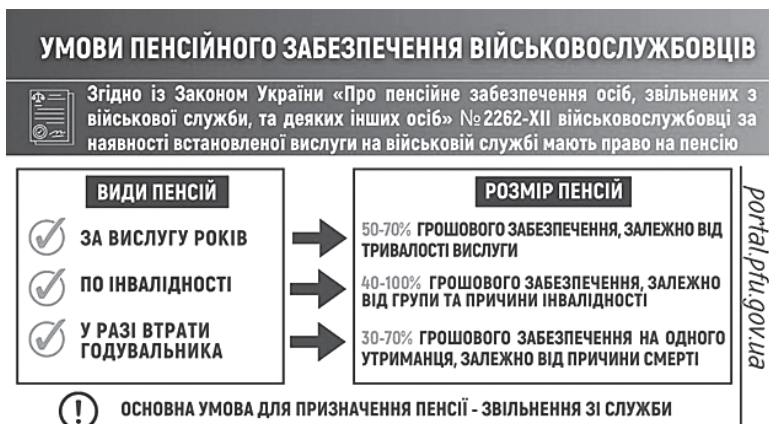 УМОВИ ПЕНСІЙНОГО ЗАБЕЗПЕЧЕННЯ ВІЙСЬКОВОСЛУЖБОВЦІВ
Згідно із Законом України «Про пенсійне забезпечення осіб, звільнених з
військової служби, та деяких інших осіб» №2262-XII військовослужбовці за
наявності встановленої вислуги на військовій службі мають право на пенсію
ВИДИ ПЕНСІЙ
ЗА ВИСЛУГУ РОКІВ
ПО ІНВАЛІДНОСТІ
У РАЗІ ВТРАТИ
ГОДУВАЛЬНИКА
РОЗМІР ПЕНСІЙ
50-70% ГРОШОВОГО ЗАБЕЗПЕЧЕННЯ, ЗАЛЕЖНО ВІД
ТРИВАЛОСТІ ВИСЛУГИ
40-100% ГРОШОВОГО ЗАБЕЗПЕЧЕННЯ, ЗАЛЕЖНО
ВІД ГРУПИ ТА ПРИЧИНИ ІНВАЛІДНОСТІ
30-70% ГРОШОВОГО ЗАБЕЗПЕЧЕННЯ НА ОДНОГО
УТРИМАНЦЯ, ЗАЛЕЖНО ВІД ПРИЧИНИ СМЕРТІ
portal.pfu.gov.ua
ОСНОВНА УМОВА ДЛЯ ПРИЗНАЧЕННЯ ПЕНСІЇ - ЗВІЛЬНЕННЯ ЗІ СЛУЖБИ